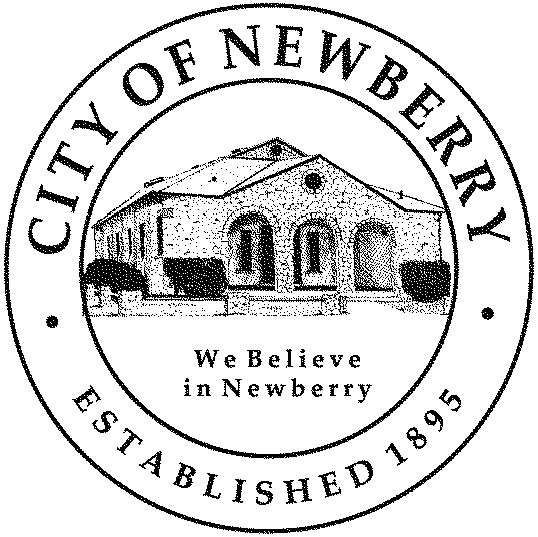 CITY OF NEWBERRY
We Believe
in Newberry
ESTABLISHED 1895